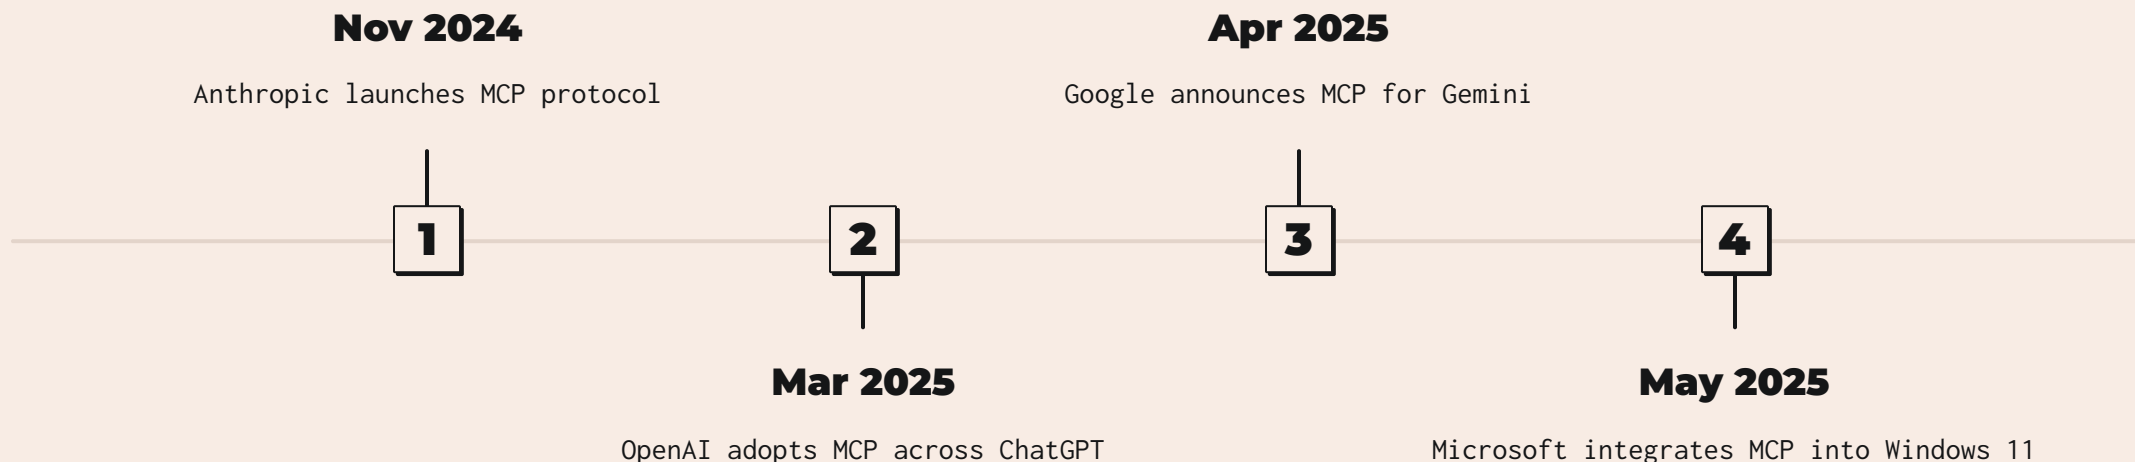 Nov 2024
Anthropic launches MCP protocol
1
2
Mar 2025
OpenAI adopts MCP across ChatGPT
Apr 2025
Google announces MCP for Gemini
3
4
May 2025
Microsoft integrates MCP into Windows 11